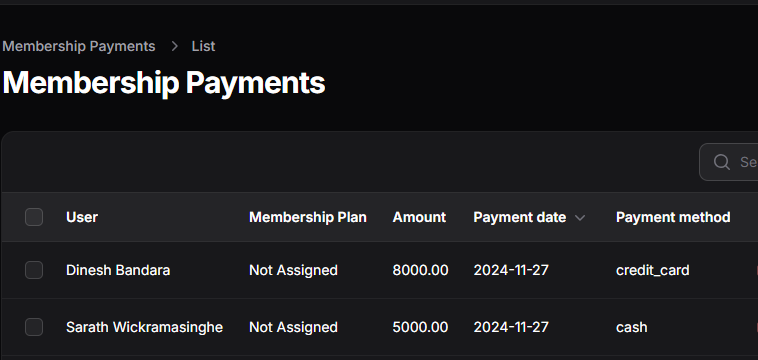 Membership Payments > List
Membership Payments
Se
User Membership Plan Amount Payment date Payment method
Dinesh Bandara Not Assigned 8000.00 2024-11-27 credit_card
Sarath Wickramasinghe Not Assigned 5000.00 2024-11-27 cash